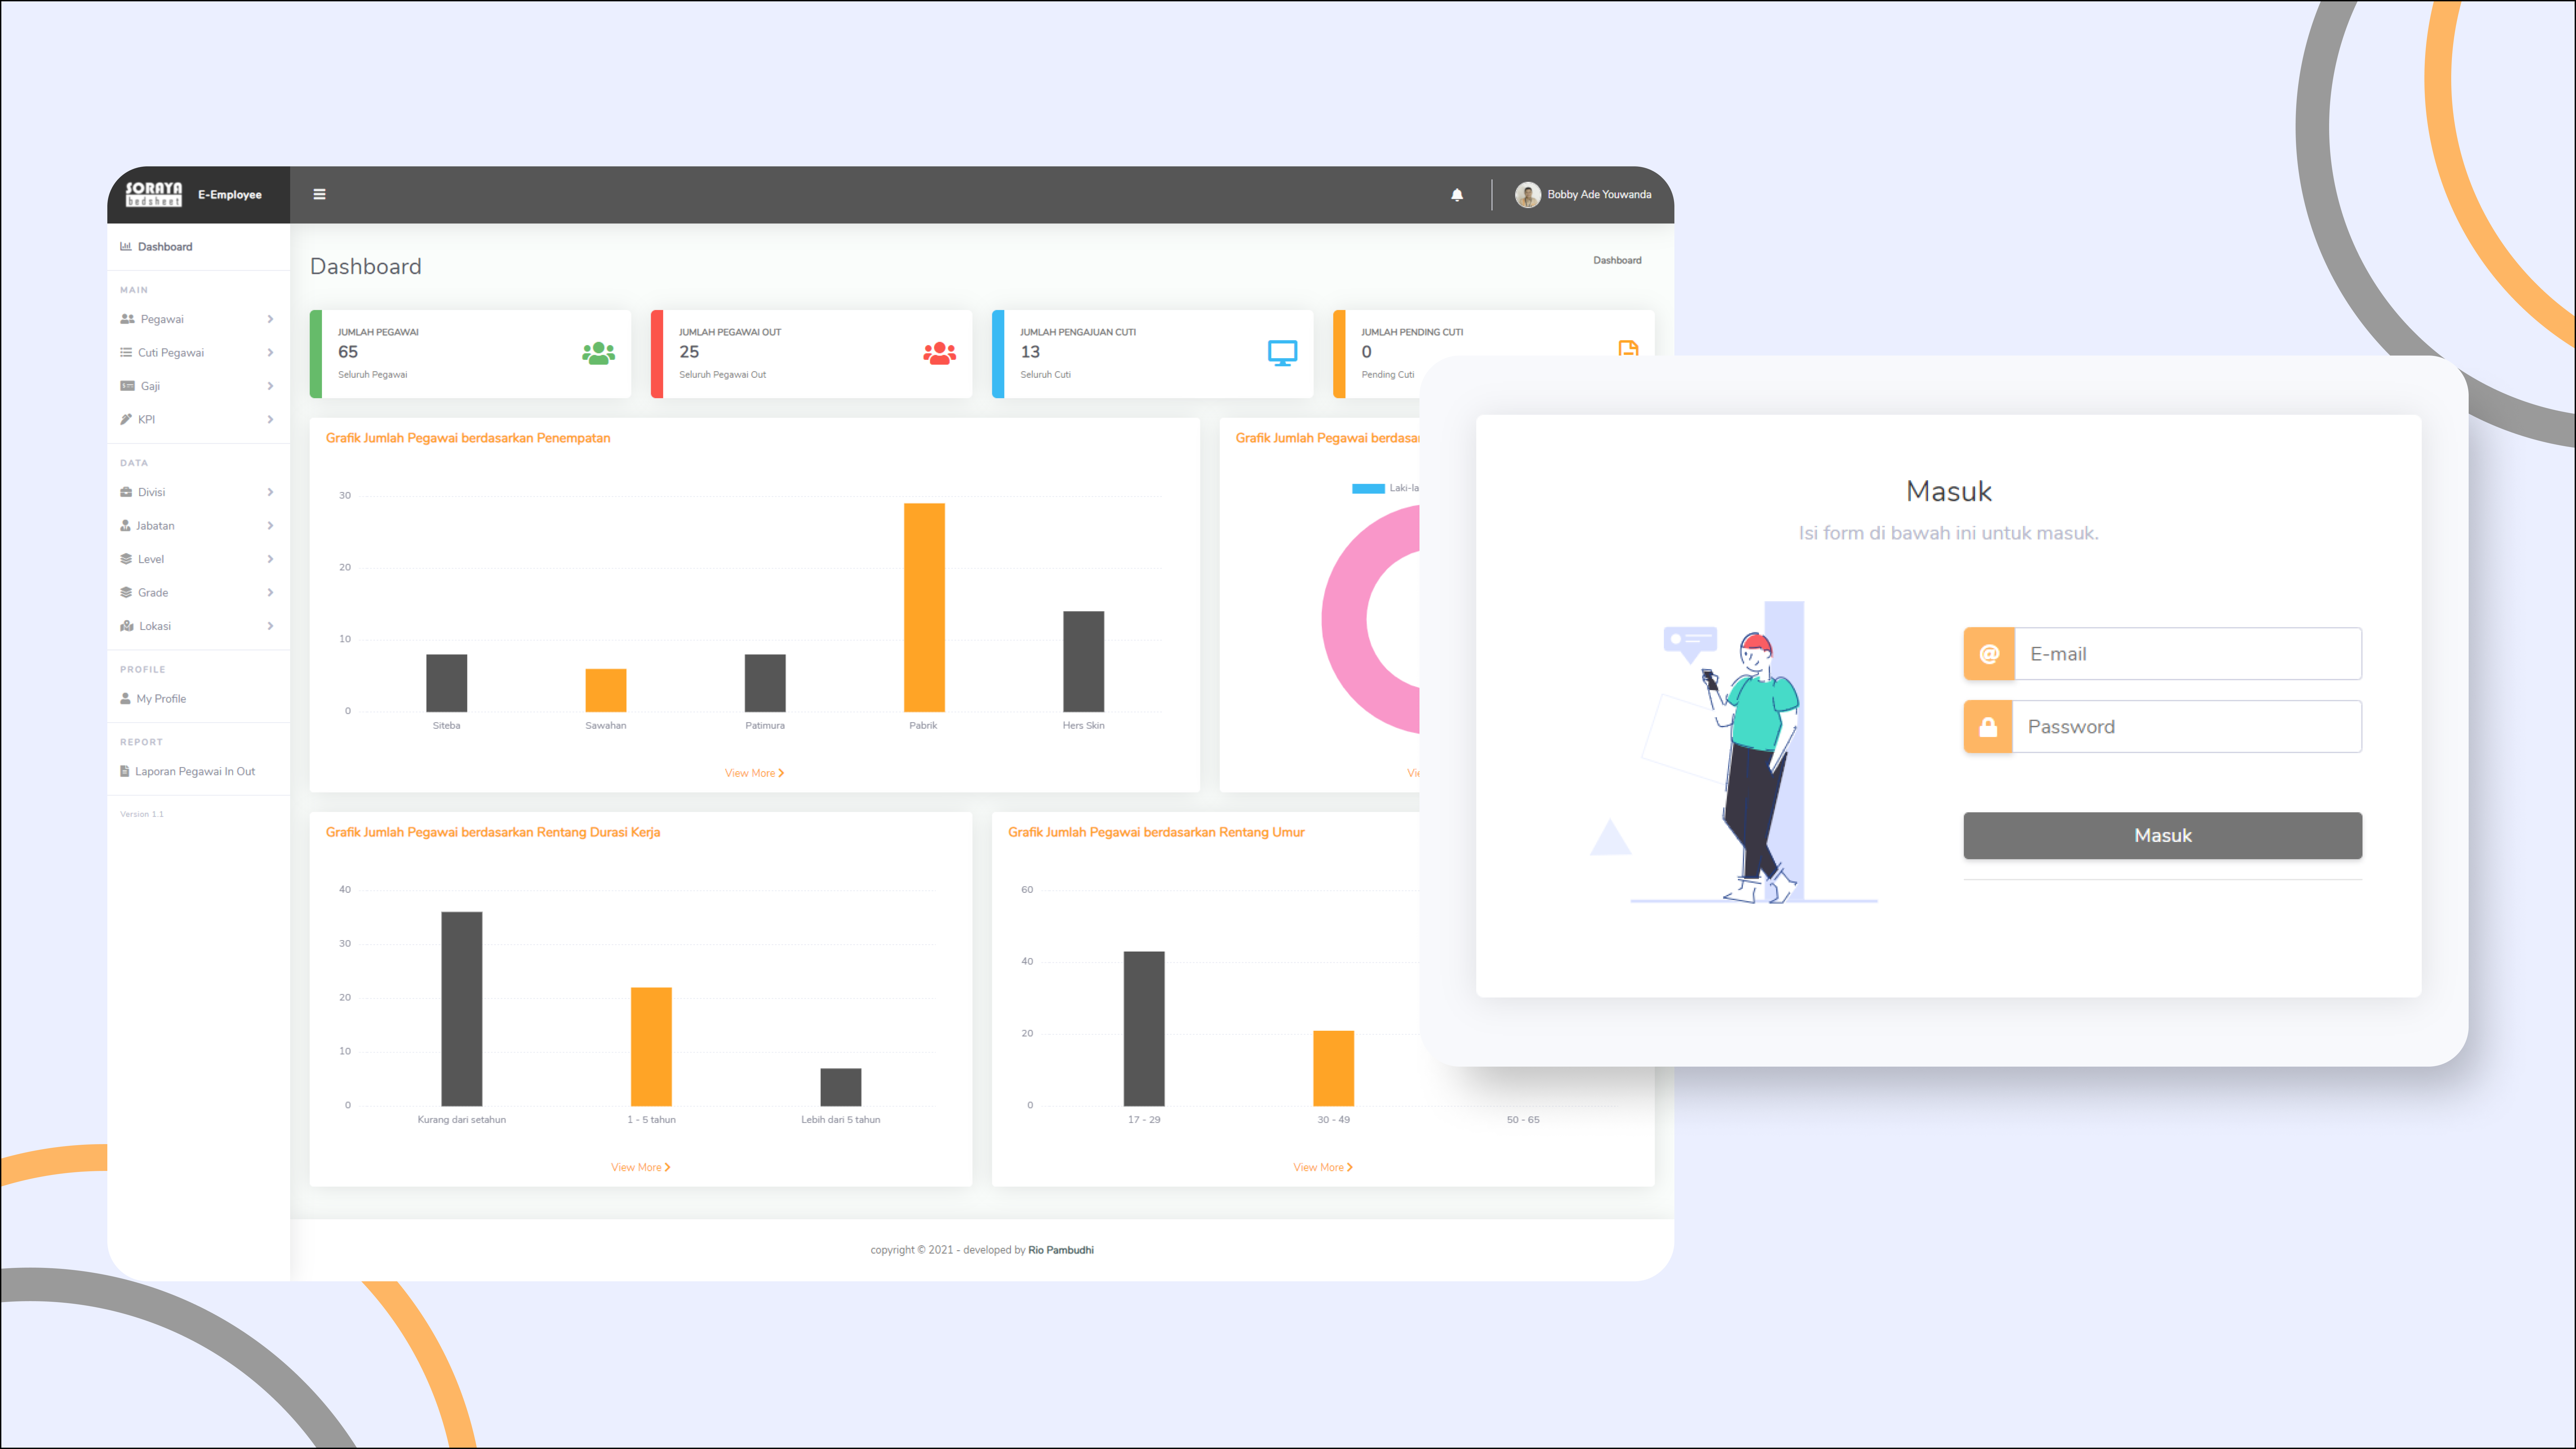 SORAYA
bedsheet
E-Employee
Bobby Ade Youwanda
Dashboard
MAIN
Pegawai
Cuti Pegawai
Gaji
KPI
DATA
Divisi
Jabatan
Level
Grade
Lokasi
PROFILE
My Profile
REPORT
Laporan Pegawai In Out
Version 1.1
Dashboard
Dashboard
JUMLAH PEGAWAI
65
Seluruh Pegawai
JUMLAH PEGAWAI OUT
25
Seluruh Pegawai Out
JUMLAH PENGAJUAN CUTI
13
Seluruh Cuti
JUMLAH PENDING CUTI
0
Pending Cuti
Grafik Jumlah Pegawai berdasarkan Penempatan
30
20
10
0
Siteba
Sawahan
Patimura
Pabrik
Hers Skin
View More
Grafik Jumlah Pegawai berdasar
Laki-la
Vi
Grafik Jumlah Pegawai berdasarkan Rentang Durasi Kerja
40
30
20
10
0
Kurang dari setahun
1 - 5 tahun
Lebih dari 5 tahun
View More
Grafik Jumlah Pegawai berdasarkan Rentang Umur
60
40
20
0
17 - 29
30 - 49
50 - 65
View More
copyright © 2021 - developed by Rio Pambudhi
Masuk
Isi form di bawah ini untuk masuk.
@
E-mail
Password
Masuk